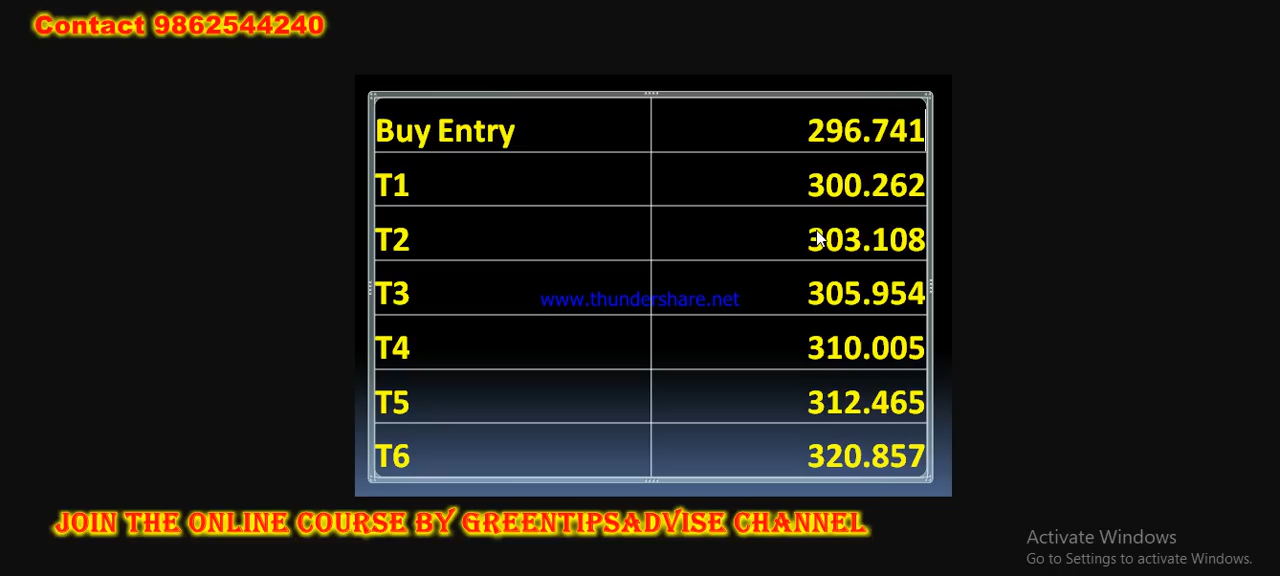 Contact 9862544240
Buy Entry 296.741
T1 300.262
T2 303.108
T3 305.954
www.thundershare.net
T4 310.005
T5 312.465
T6 320.857
JOIN THE ONLINE COURSE BY GREENTIPSADVISE CHANNEL
Activate Windows
Go to Settings to activate Windows.